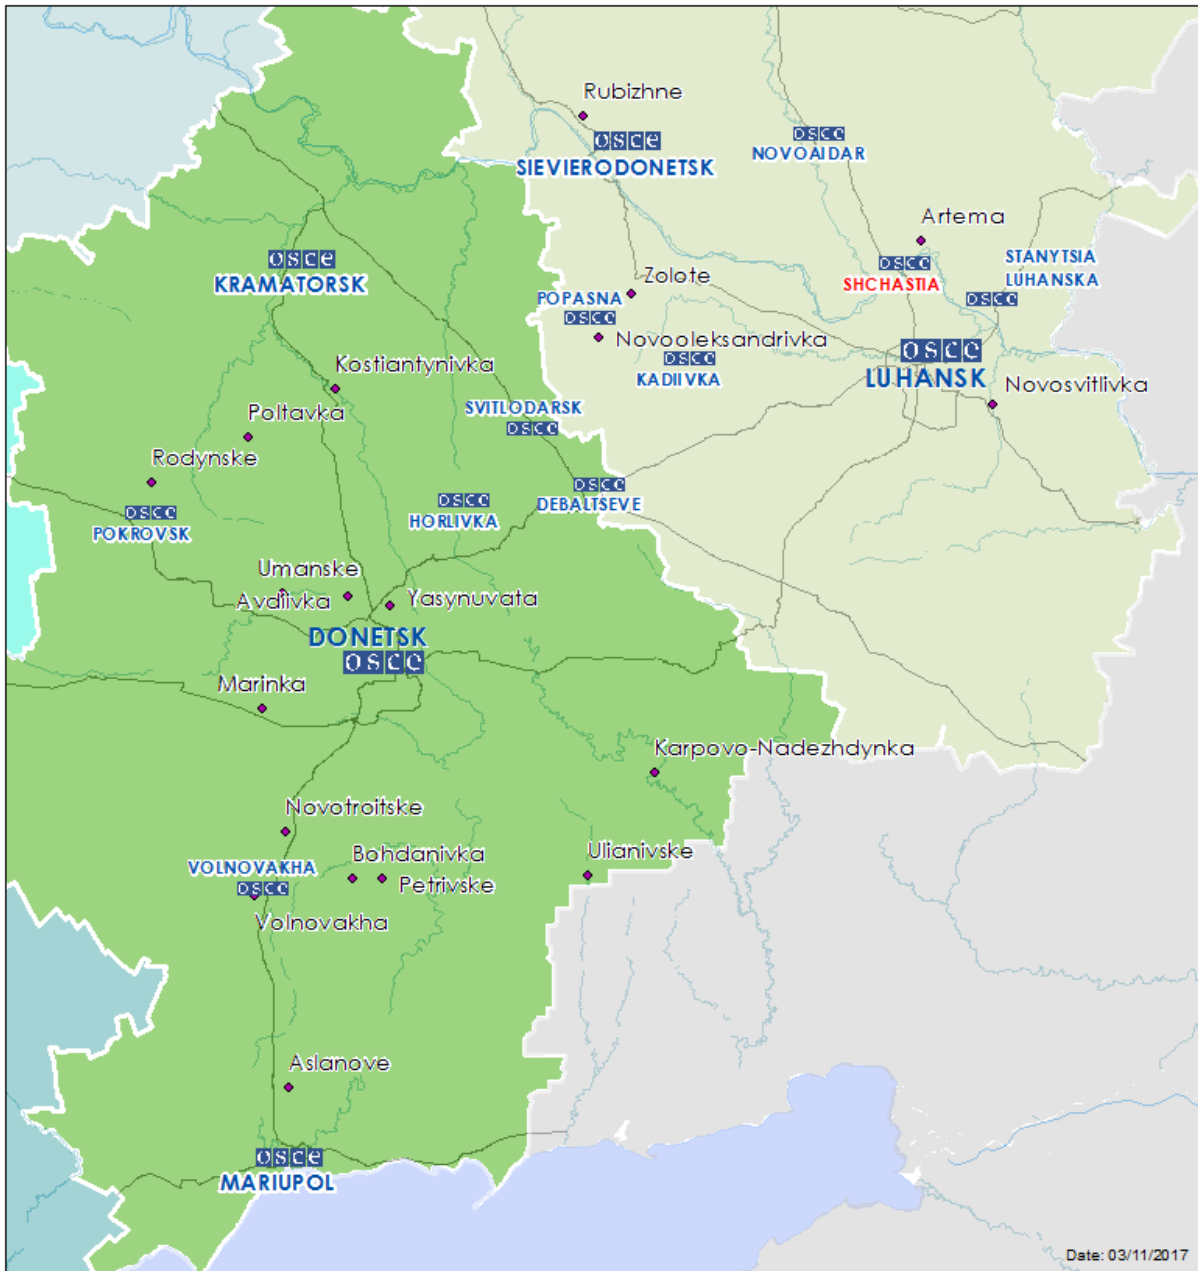 Rubizhne
osce
SIEVIERODONETSK
osce
NOVOAIDAR
Artema
osce
SHCHASTIA
STANYTSIA
LUHANSKA
osce
osce
KRAMATORSK
Zolote
POPASNA
osce
Novooleksandrivka
osce
KADIIVKA
osce
LUHANSK
Novosvitlivka
Kostiantynivka
SVITLODARSK
osce
Poltavka
Rodynske
osce
POKROVSK
osce
HORLIVKA
osce
DEBALTSEVE
Umanske
Avdiivka
Yasynuvata
DONETSK
osce
Marinka
Karpovo-Nadezhdynka
Novotroitske
Bohdanivka
Petrivske
Ulianivske
VOLNOVAKHA
osce
Volnovakha
Aslanove
osce
MARIUPOL
Date: 03/11/2017